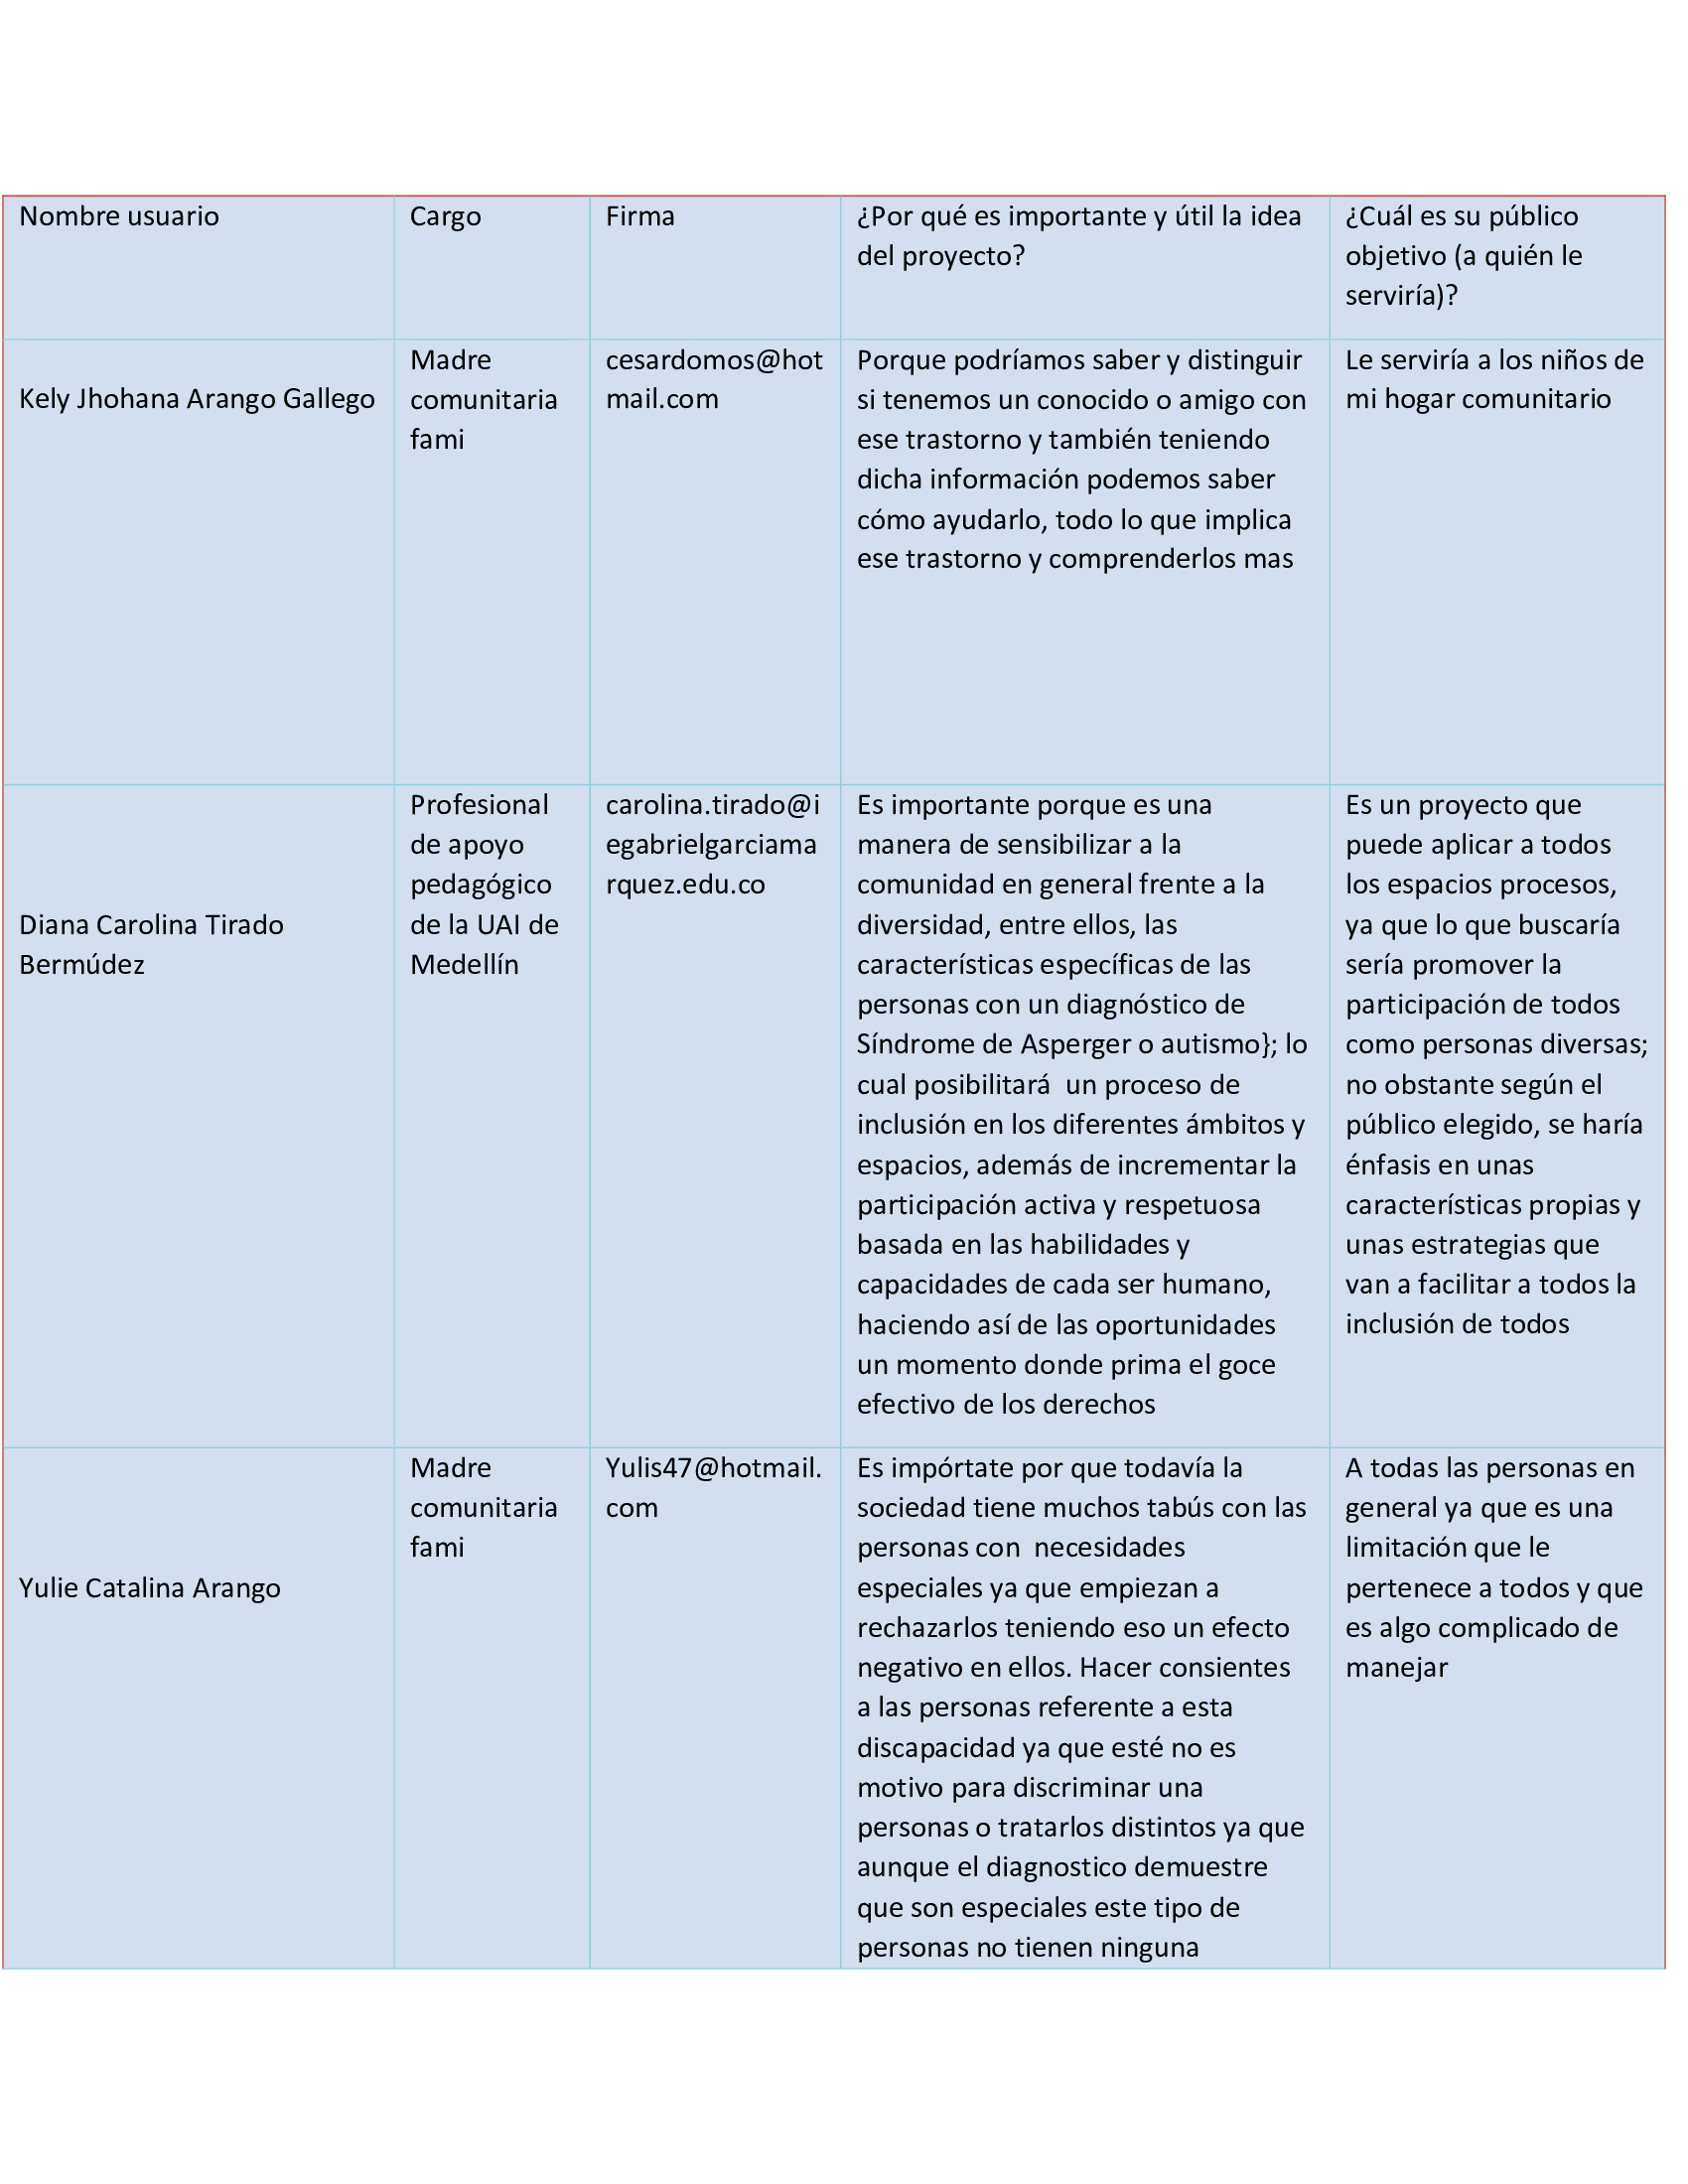 Nombre usuario
Cargo
Firma
¿Por qué es importante y útil la idea
del proyecto?
¿Cuál es su público
objetivo (a quién le
serviría)?
Kely Jhohana Arango Gallego
Madre
comunitaria
fami
cesardomos@hot
mail.com
Porque podríamos saber y distinguir
si tenemos un conocido o amigo con
ese trastorno y también teniendo
dicha información podemos saber
cómo ayudarlo, todo lo que implica
ese trastorno y comprenderlos mas
Le serviría a los niños de
mi hogar comunitario
Diana Carolina Tirado
Bermúdez
Profesional
de apoyo
pedagógico
de la UAI de
Medellín
carolina.tirado@i
egabrielgarciama
rquez.edu.co
Es importante porque es una
manera de sensibilizar a la
comunidad en general frente a la
diversidad, entre ellos, las
características específicas de las
personas con un diagnóstico de
Síndrome de Asperger o autismo}; lo
cual posibilitará  un proceso de
inclusión en los diferentes ámbitos y
espacios, además de incrementar la
participación activa y respetuosa
basada en las habilidades y
capacidades de cada ser humano,
haciendo así de las oportunidades
un momento donde prima el goce
efectivo de los derechos
Es un proyecto que
puede aplicar a todos
los espacios procesos,
ya que lo que buscaría
sería promover la
participación de todos
como personas diversas;
no obstante según el
público elegido, se haría
énfasis en unas
características propias y
unas estrategias que
van a facilitar a todos la
inclusión de todos
Yulie Catalina Arango
Madre
comunitaria
fami
Yulis47@hotmail.
com
Es impórtate por que todavía la
sociedad tiene muchos tabús con las
personas con  necesidades
especiales ya que empiezan a
rechazarlos teniendo eso un efecto
negativo en ellos. Hacer consientes
a las personas referente a esta
discapacidad ya que esté no es
motivo para discriminar una
personas o tratarlos distintos ya que
aunque el diagnostico demuestre
que son especiales este tipo de
personas no tienen ninguna
A todas las personas en
general ya que es una
limitación que le
pertenece a todos y que
es algo complicado de
manejar